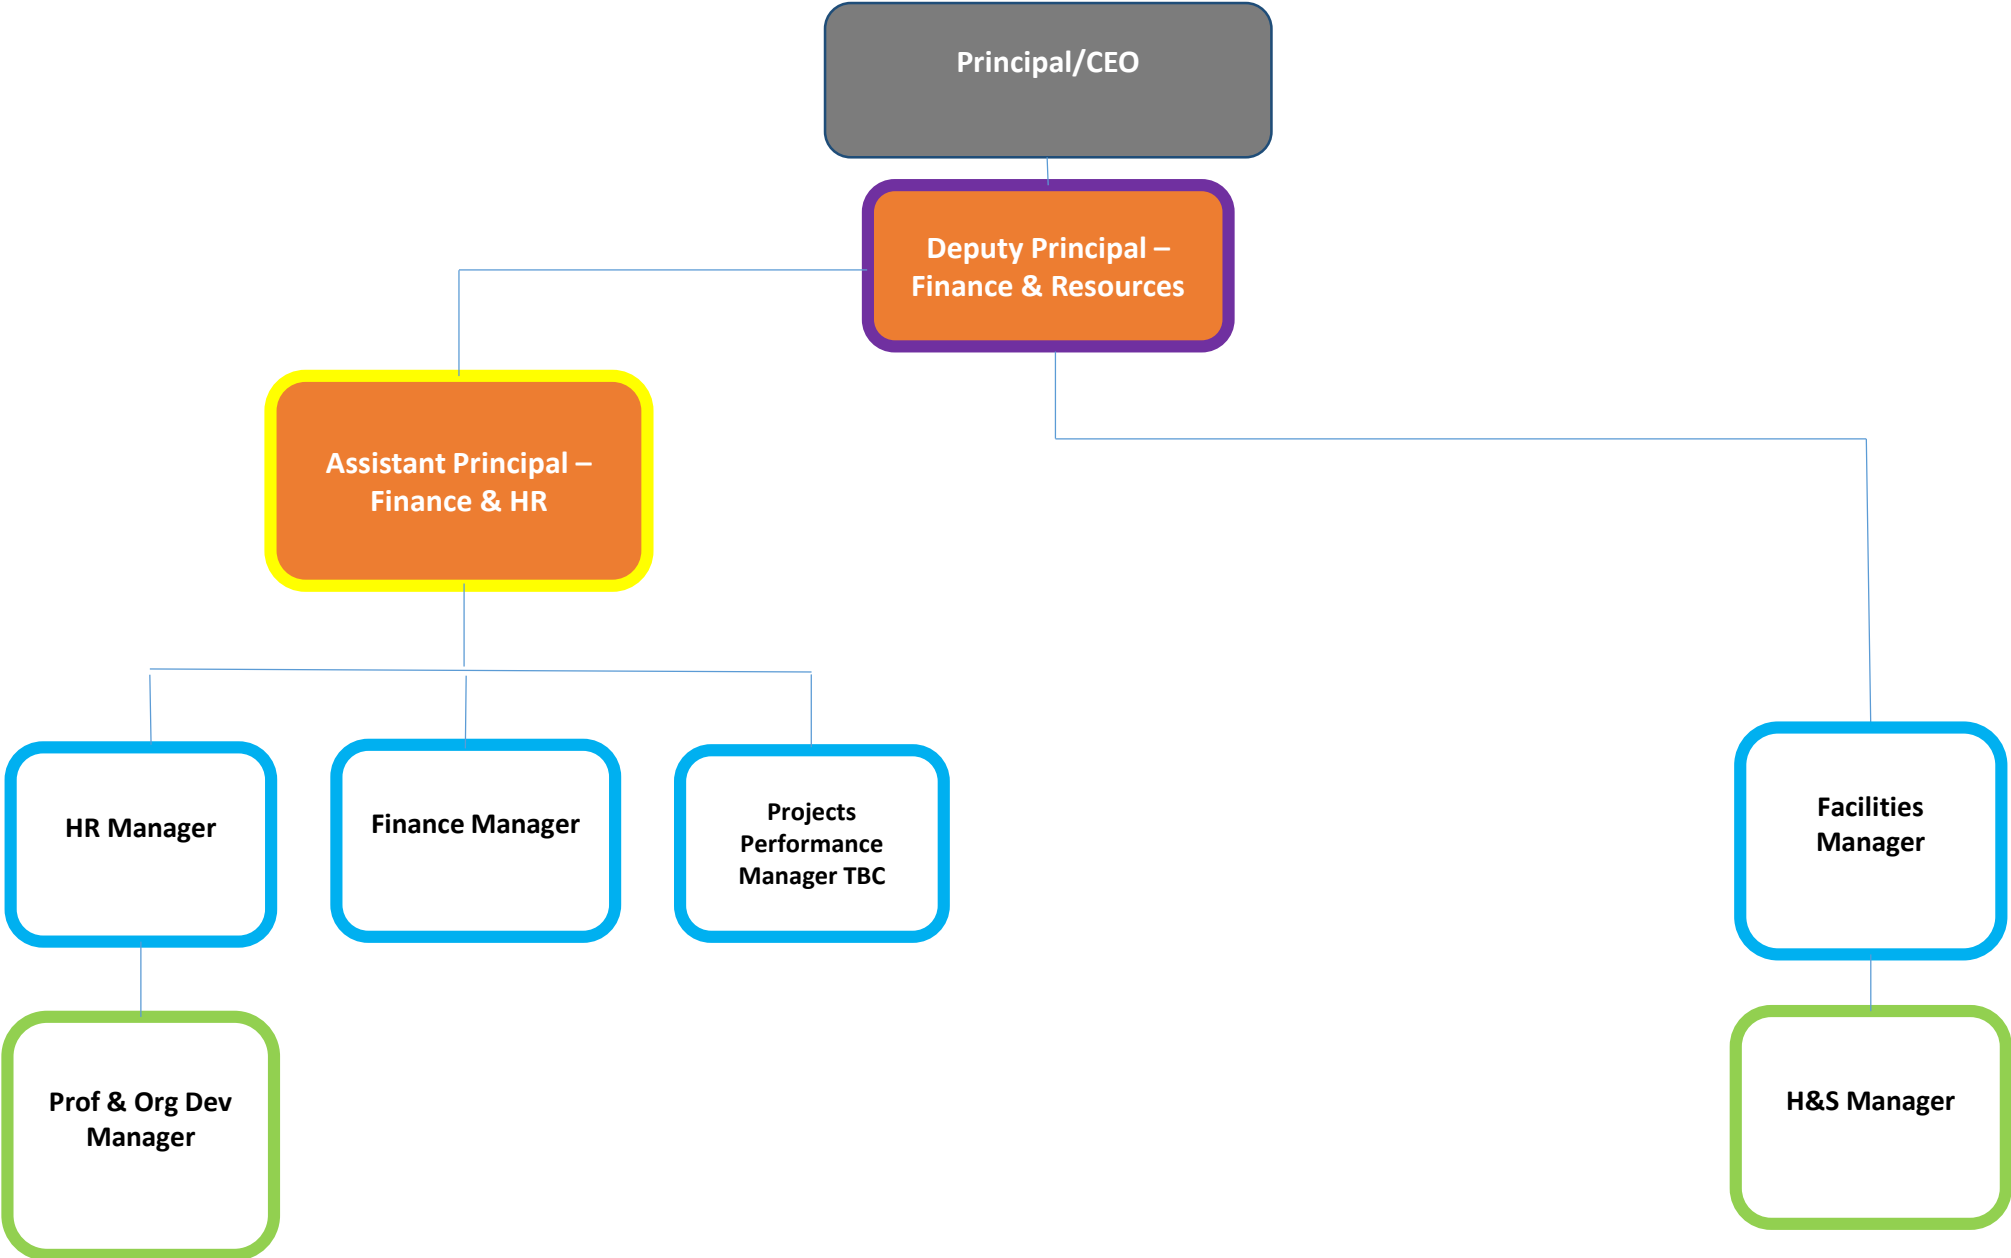 Principal/CEO
Deputy Principal –
Finance & Resources
Assistant Principal –
Finance & HR
HR Manager
Finance Manager
Projects
Performance
Manager TBC
Facilities
Manager
Prof & Org Dev
Manager
H&S Manager